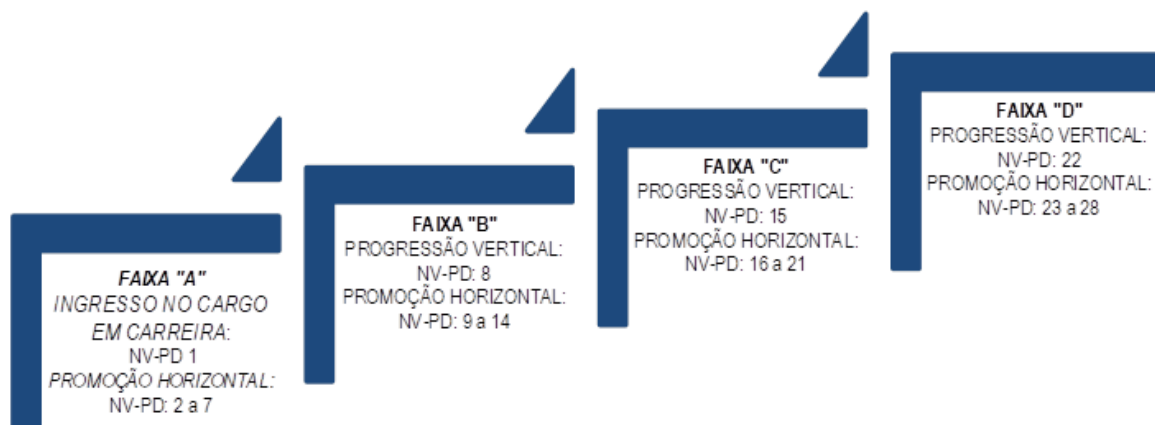 FAIXA "A"
INGRESSO NO CARGO
EM CARREIRA:
NV-PD 1
PROMOÇÃO HORIZONTAL:
NV-PD: 2 a 7
FAIXA "B"
PROGRESSÃO VERTICAL:
NV-PD: 8
PROMOÇÃO HORIZONTAL:
NV-PD: 9 a 14
FAIXA "C"
PROGRESSÃO VERTICAL:
NV-PD: 15
PROMOÇÃO HORIZONTAL:
NV-PD: 16 a 21
FAIXA "D"
PROGRESSÃO VERTICAL:
NV-PD: 22
PROMOÇÃO HORIZONTAL:
NV-PD: 23 a 28